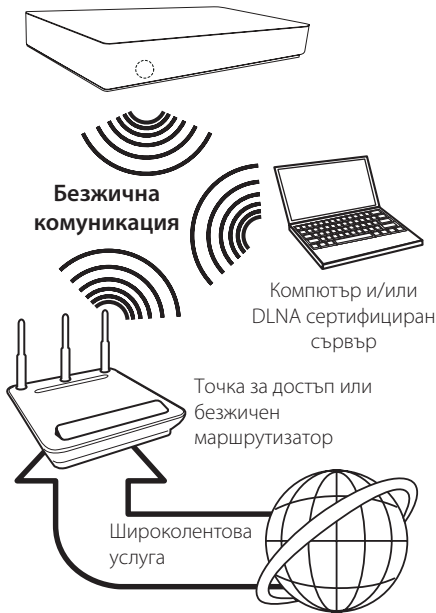 Безжична
комуникация
Компютър и/или
DLNA сертифициран
сървър
Точка за достъп или
безжичен
маршрутизатор
Широколентова
услуга